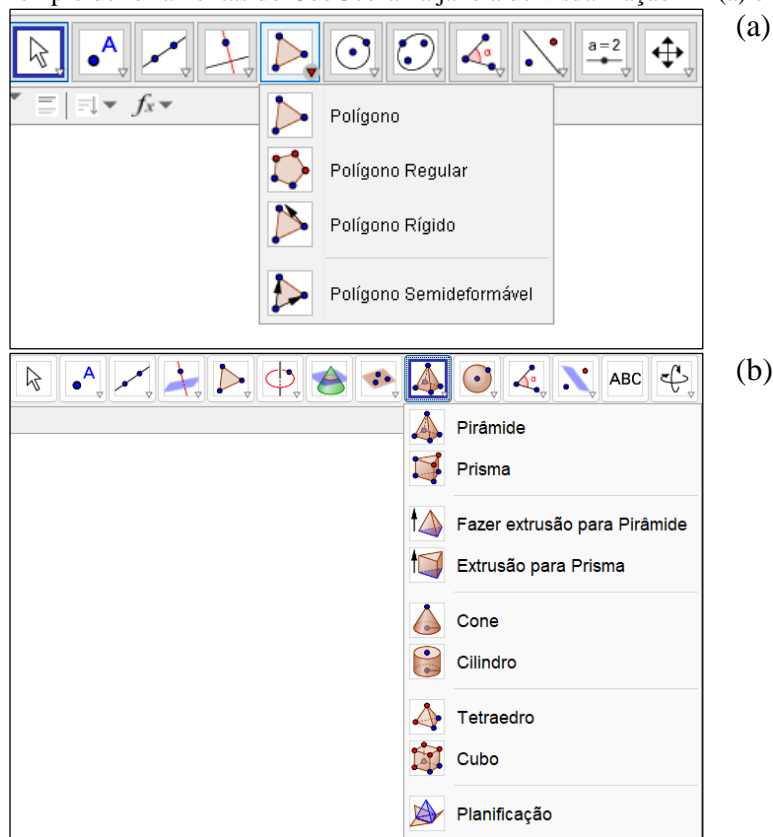 (a)
A
α
a=2
fx
Polígono
Polígono Regular
Polígono Rígido
Polígono Semideformável
(b)
A
α
ABC
Pirâmide
Prisma
Fazer extrusão para Pirâmide
Extrusão para Prisma
Cone
Cilindro
Tetraedro
Cubo
Planificação